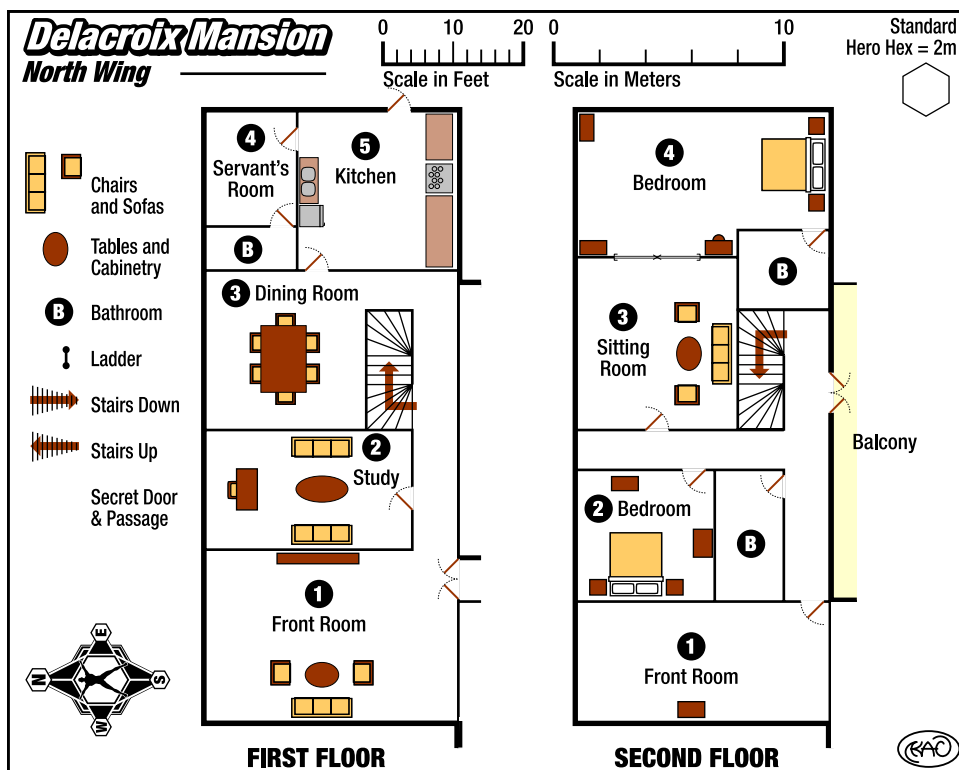 Delacroix Mansion
North Wing
0 10 20
Scale in Feet
0 10
Scale in Meters
Standard
Hero Hex = 2m
Chairs
and Sofas
Tables and
Cabinetry
B
Bathroom
Ladder
Stairs Down
Stairs Up
Secret Door
& Passage
N
E
S
W
4
Servant's
Room
5
Kitchen
B
3 Dining Room
2
Study
1
Front Room
FIRST FLOOR
4
Bedroom
B
3
Sitting
Room
Balcony
2 Bedroom
B
1
Front Room
SECOND FLOOR
KAC